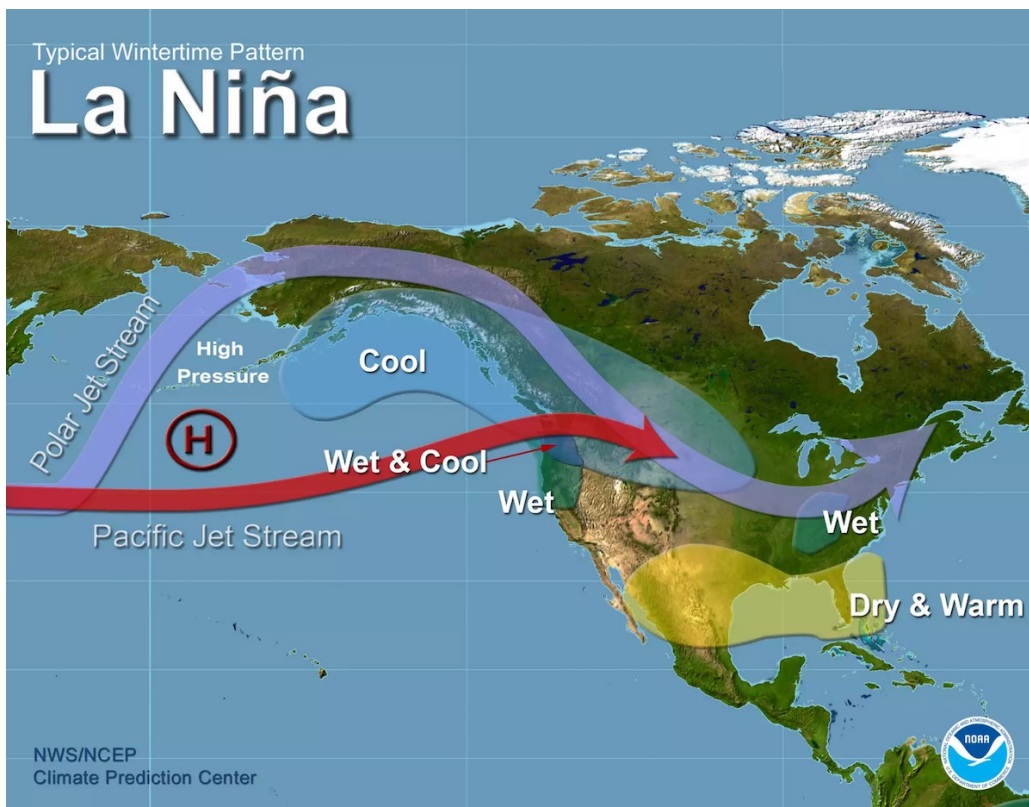 Typical Wintertime Pattern
La Niña
Polar Jet Stream
High
Pressure
H
Cool
Wet & Cool
Wet
Wet
Pacific Jet Stream
Dry & Warm
NWS/NCEP
Climate Prediction Center
NOAA